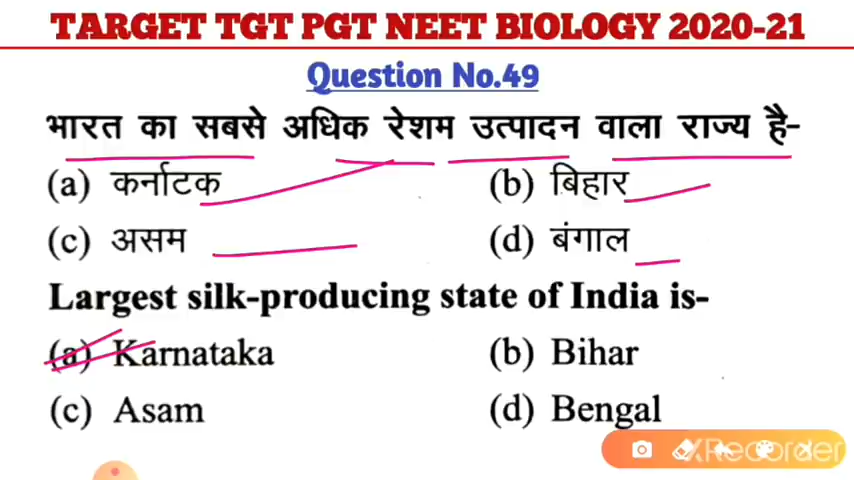 TARGET TGT PGT NEET BIOLOGY 2020-21
Question No.49
भारत का सबसे अधिक रेशम उत्पादन वाला राज्य है-
(a) कर्नाटक (b) बिहार
(c) असम (d) बंगाल
Largest silk-producing state of India is-
(a) Karnataka (b) Bihar
(c) Asam (d) Bengal
XRecorder